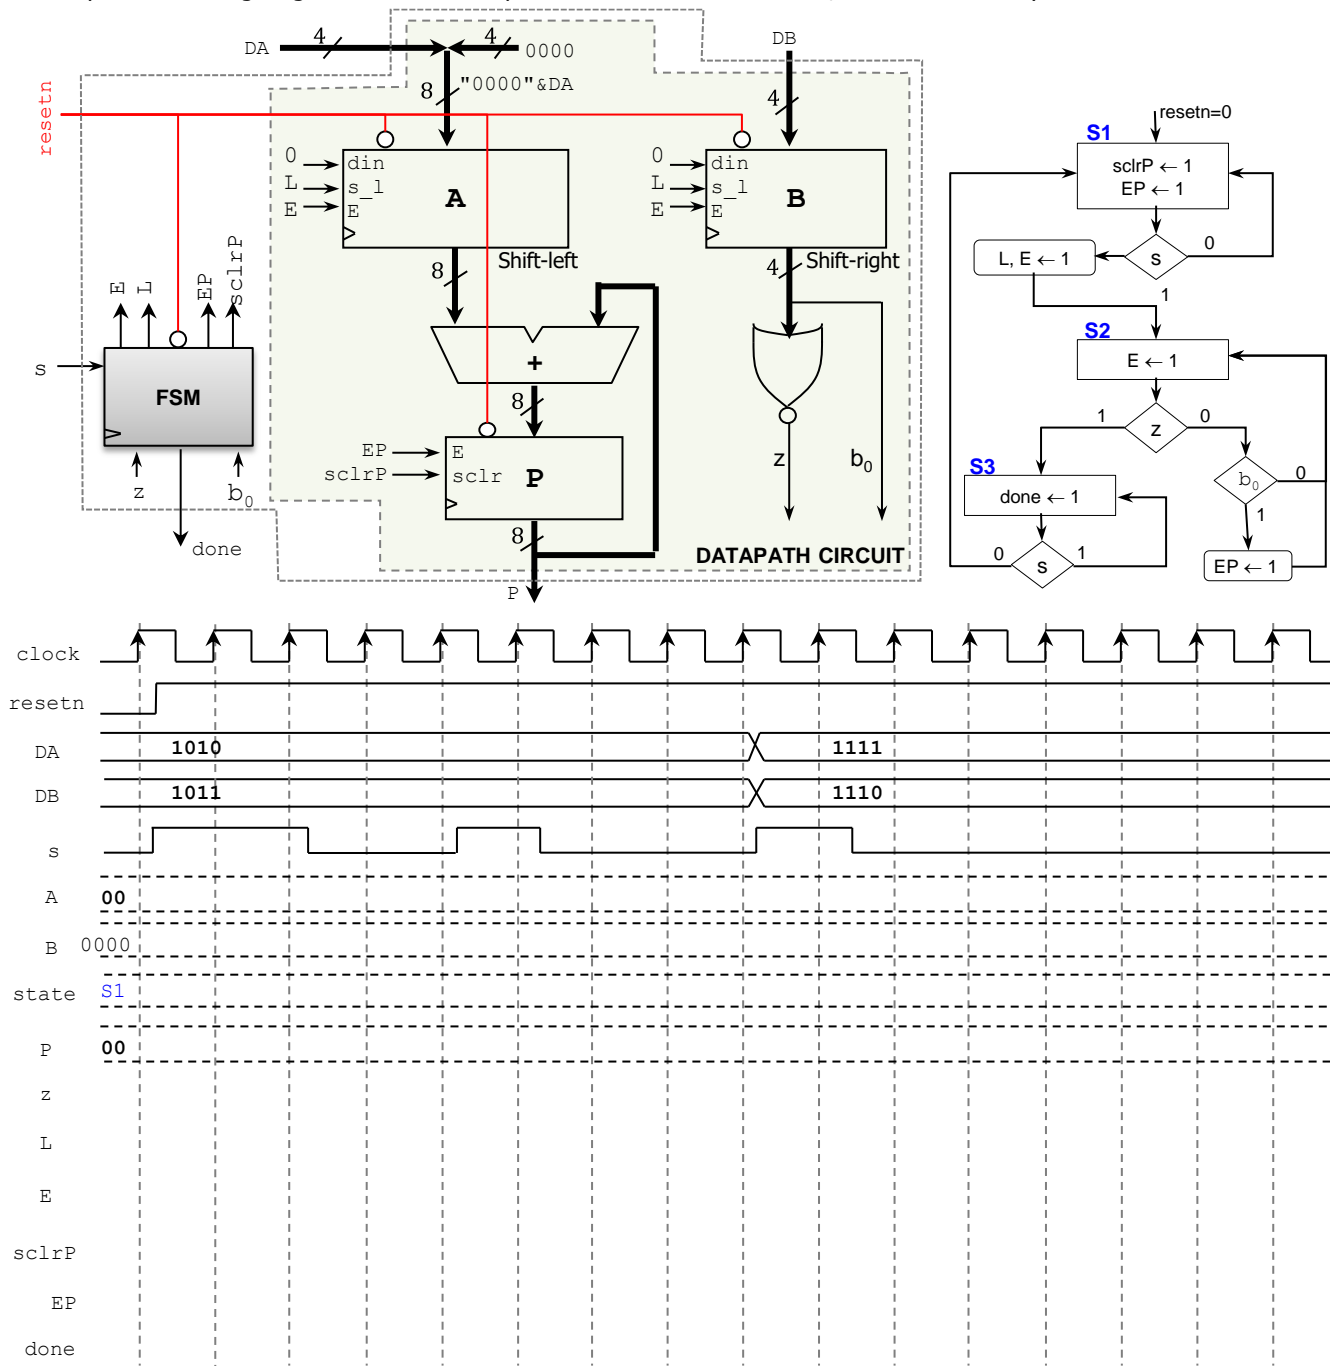 DA 4 4 0000 DB
resetn
8 "0000"&DA 4
0 din 0 din
L s_l A L s_l B
E E E E
8 Shift-left 4 Shift-right
E L EP sclrP
s FSM
z b0
done
+
8
EP E
sclrP sclr P
8
P
z b0
DATAPATH CIRCUIT
resetn=0
S1
sclrP ← 1
EP ← 1
L, E ← 1 s 0
1
S2
E ← 1
1 z 0
S3
done ← 1 b0 0
1
0 s 1 EP ← 1
clock
resetn
DA 1010 1111
DB 1011 1110
s
A 00
B 0000
state S1
P 00
z
L
E
sclrP
EP
done